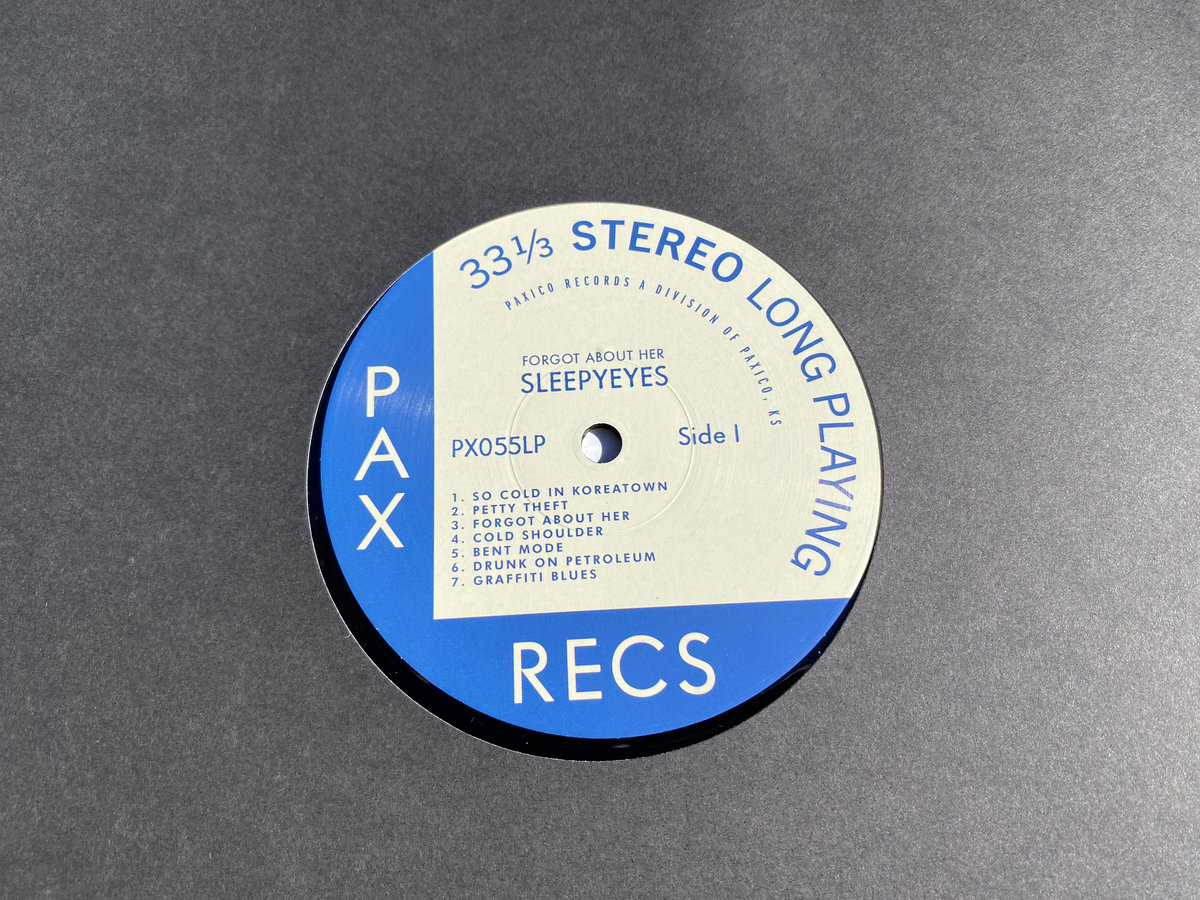 33⅓ STEREO LONG PLAYING
PAXICO RECORDS A DIVISION OF PAXICO, KS
FORGOT ABOUT HER
SLEEPYEYES
PX055LP
Side 1
1. SO COLD IN KOREATOWN
2. PETTY THEFT
3. FORGOT ABOUT HER
4. COLD SHOULDER
5. BENT MODE
6. DRUNK ON PETROLEUM
7. GRAFFITI BLUES
PAX
RECS